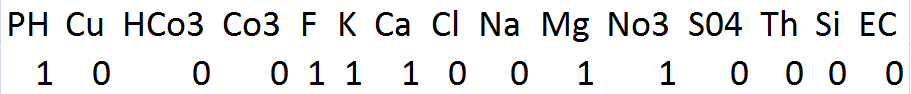 PH Cu HCo3 Co3 F K Ca Cl Na Mg No3 S04 Th Si EC
1 0 0 0 1 1 1 0 0 1 1 0 0 0 0